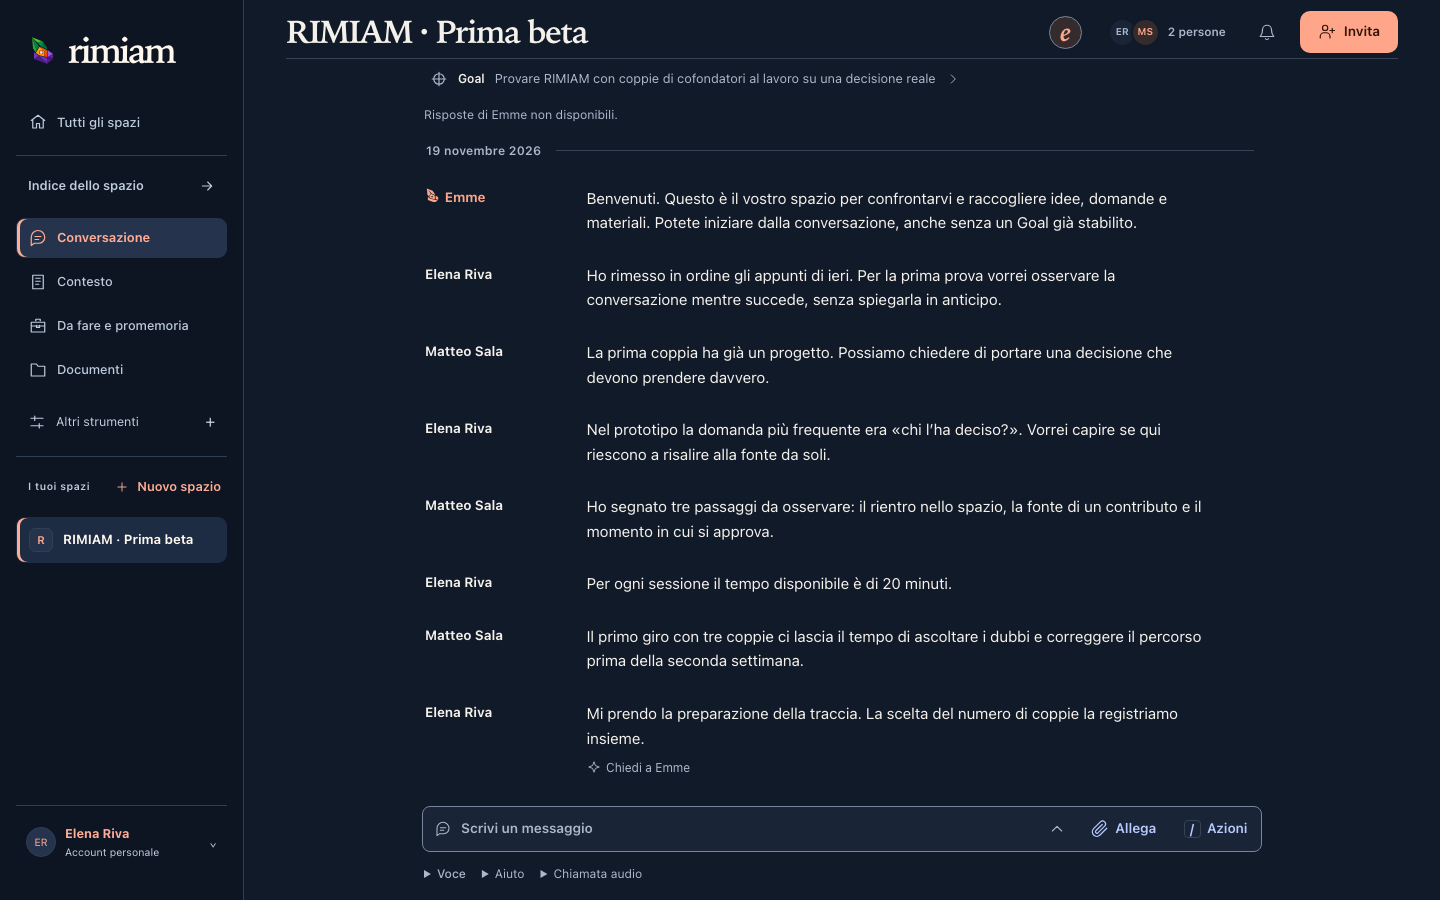 rimiam
Tutti gli spazi
Indice dello spazio
Conversazione
Contesto
Da fare e promemoria
Documenti
Altri strumenti
I tuoi spazi
Nuovo spazio
R
RIMIAM · Prima beta
ER
Elena Riva
Account personale
RIMIAM · Prima beta
e
ER
MS
2 persone
Invita
Goal Provare RIMIAM con coppie di cofondatori al lavoro su una decisione reale
Risposte di Emme non disponibili.
19 novembre 2026
Emme
Benvenuti. Questo è il vostro spazio per confrontarvi e raccogliere idee, domande e
materiali. Potete iniziare dalla conversazione, anche senza un Goal già stabilito.
Elena Riva
Ho rimesso in ordine gli appunti di ieri. Per la prima prova vorrei osservare la
conversazione mentre succede, senza spiegarla in anticipo.
Matteo Sala
La prima coppia ha già un progetto. Possiamo chiedere di portare una decisione che
devono prendere davvero.
Elena Riva
Nel prototipo la domanda più frequente era «chi l’ha deciso?». Vorrei capire se qui
riescono a risalire alla fonte da soli.
Matteo Sala
Ho segnato tre passaggi da osservare: il rientro nello spazio, la fonte di un contributo e il
momento in cui si approva.
Elena Riva
Per ogni sessione il tempo disponibile è di 20 minuti.
Matteo Sala
Il primo giro con tre coppie ci lascia il tempo di ascoltare i dubbi e correggere il percorso
prima della seconda settimana.
Elena Riva
Mi prendo la preparazione della traccia. La scelta del numero di coppie la registriamo
insieme.
Chiedi a Emme
Scrivi un messaggio
Allega
/ Azioni
Voce
Aiuto
Chiamata audio